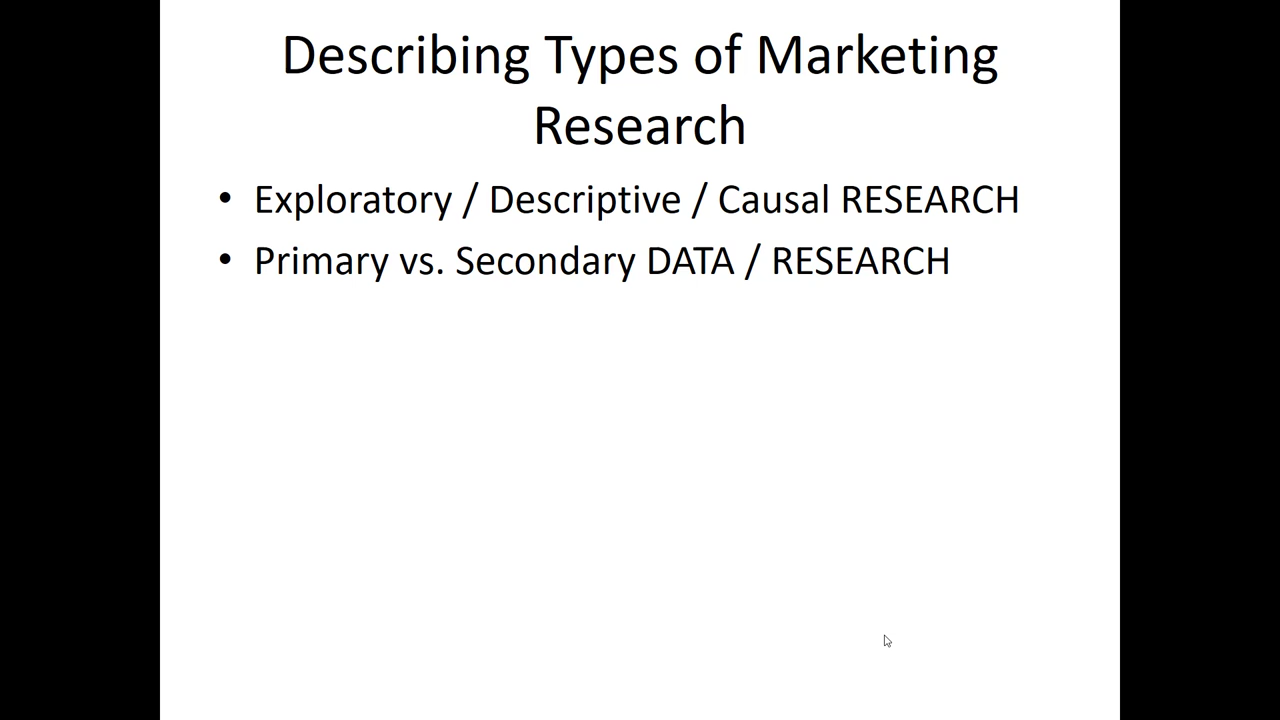 Describing Types of Marketing
Research
• Exploratory / Descriptive / Causal RESEARCH
• Primary vs. Secondary DATA / RESEARCH